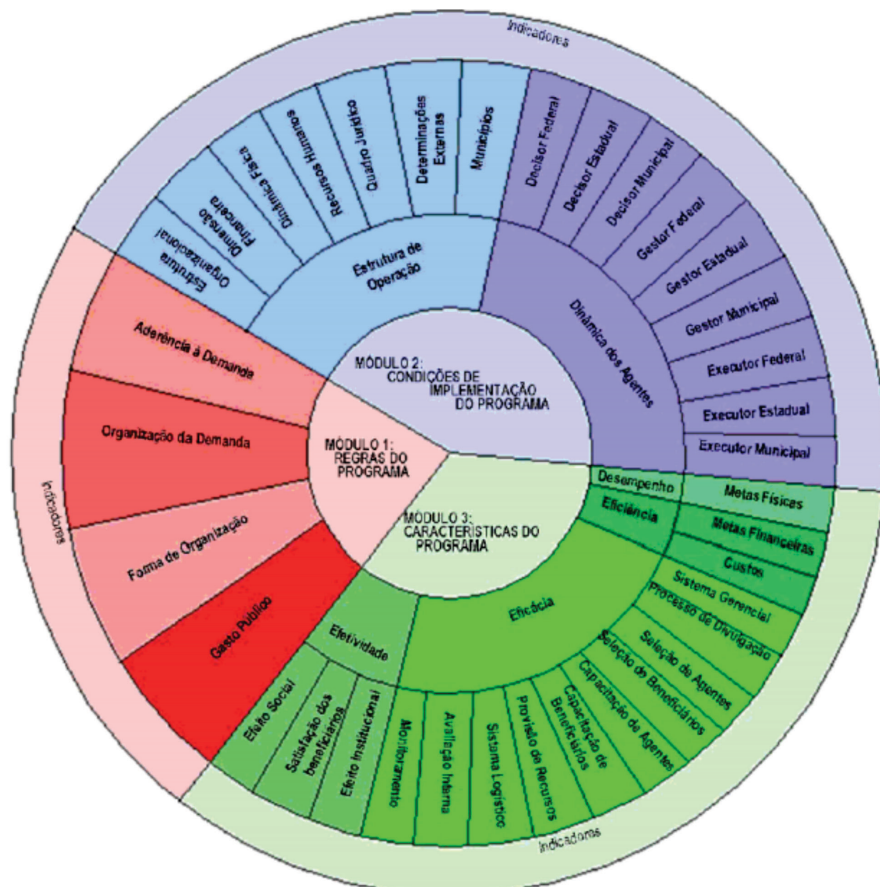 Indicadores
Estrutura
Organizacional
Dimensão
Financeira
Dinâmica Física
Recursos Humanos
Quadro Jurídico
Determinações
Externas
Municípios
Decisor Federal
Decisor Estadual
Decisor Municipal
Gestor Federal
Gestor Estadual
Gestor Municipal
Executor Federal
Executor Estadual
Executor Municipal
Estrutura de
Operação
Dinâmica dos Agentes
MÓDULO 2:
CONDIÇÕES DE
IMPLEMENTAÇÃO
DO PROGRAMA
Indicadores
Aderência à Demanda
Organização da Demanda
Forma de Organização
Gasto Público
MÓDULO 1:
REGRAS DO
PROGRAMA
MÓDULO 3:
CARACTERÍSTICAS DO
PROGRAMA
Desempenho
Eficiência
Eficácia
Efetividade
Metas Físicas
Metas Financeiras
Custos
Sistema Gerencial
Processo de Divulgação
Seleção de Agentes
Seleção de Beneficiários
Capacitação de Agentes
Capacitação de
Beneficiários
Provisão de Recursos
Sistema Logístico
Avaliação Interna
Monitoramento
Efeito Institucional
Satisfação dos
beneficiários
Efeito Social
Indicadores